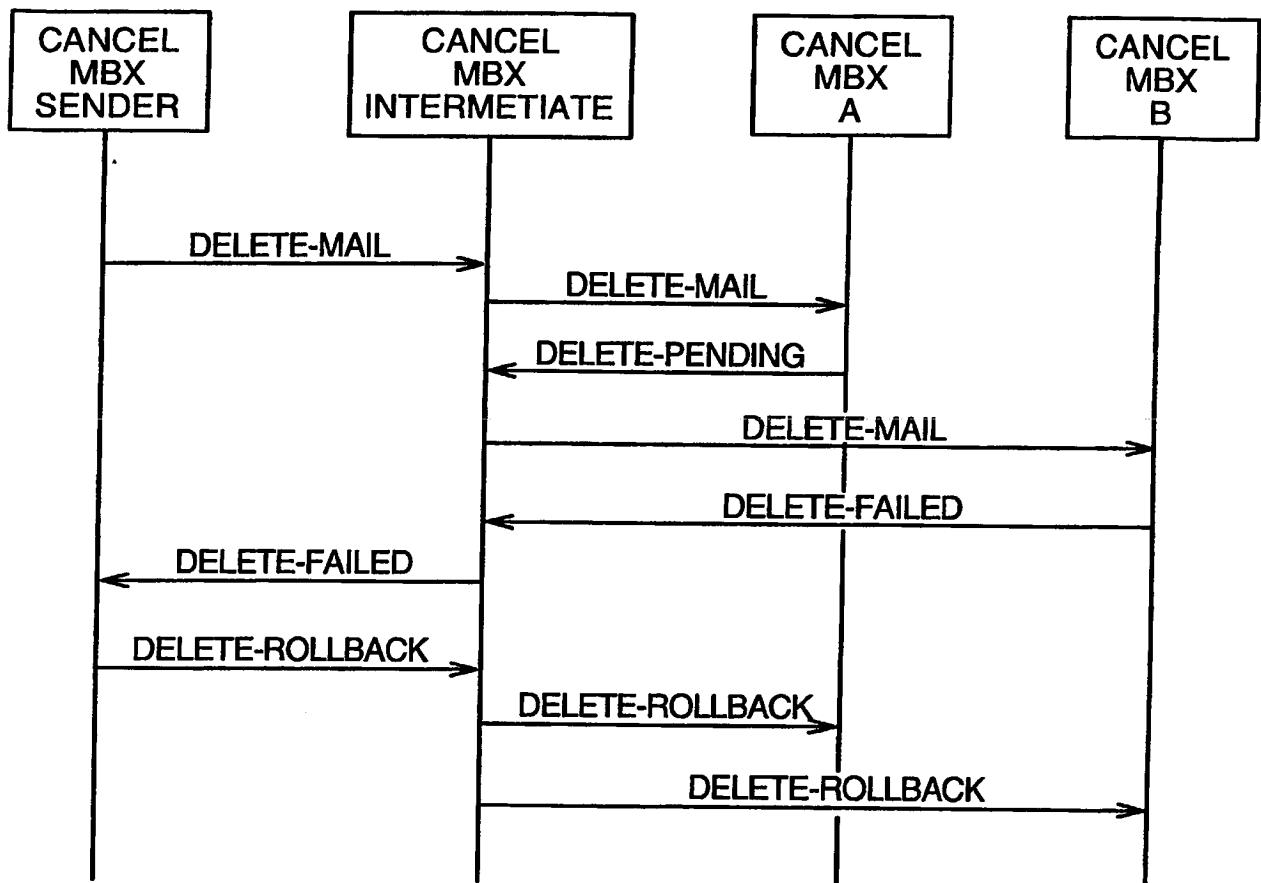 CANCEL
MBX
SENDER
CANCEL
MBX
INTERMETIATE
CANCEL
MBX
A
CANCEL
MBX
B
DELETE-MAIL
DELETE-MAIL
DELETE-PENDING
DELETE-MAIL
DELETE-FAILED
DELETE-FAILED
DELETE-ROLLBACK
DELETE-ROLLBACK
DELETE-ROLLBACK